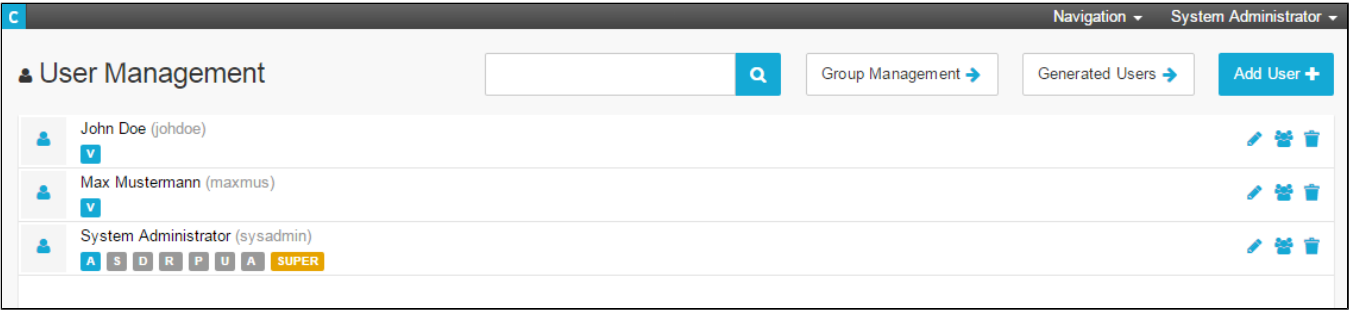 C Navigation System Administrator
User Management Group Management Generated Users Add User
John Doe (johdoe)
V
Max Mustermann (maxmus)
V
System Administrator (sysadmin)
A S D R P U A SUPER